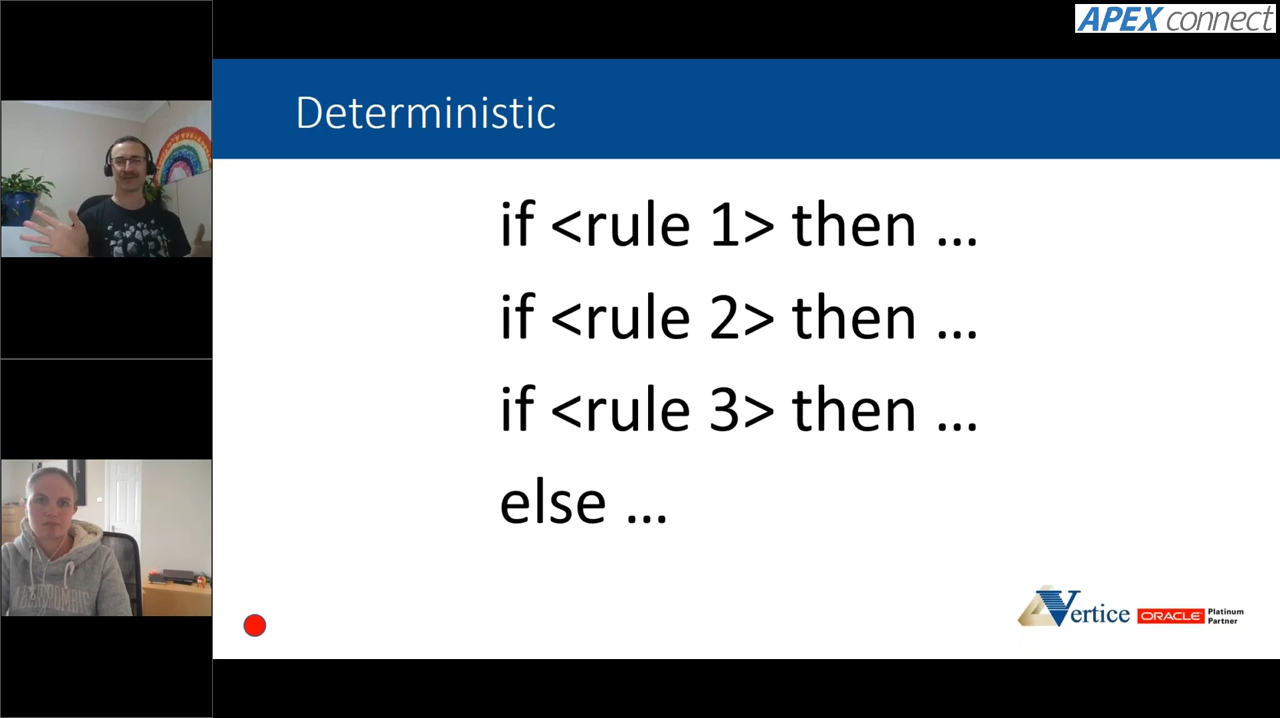 APEX connect
Deterministic
if <rule 1> then ...
if <rule 2> then ...
if <rule 3> then ...
else ...
ABERCROMBIE
Vertice ORACLE Platinum
Partner